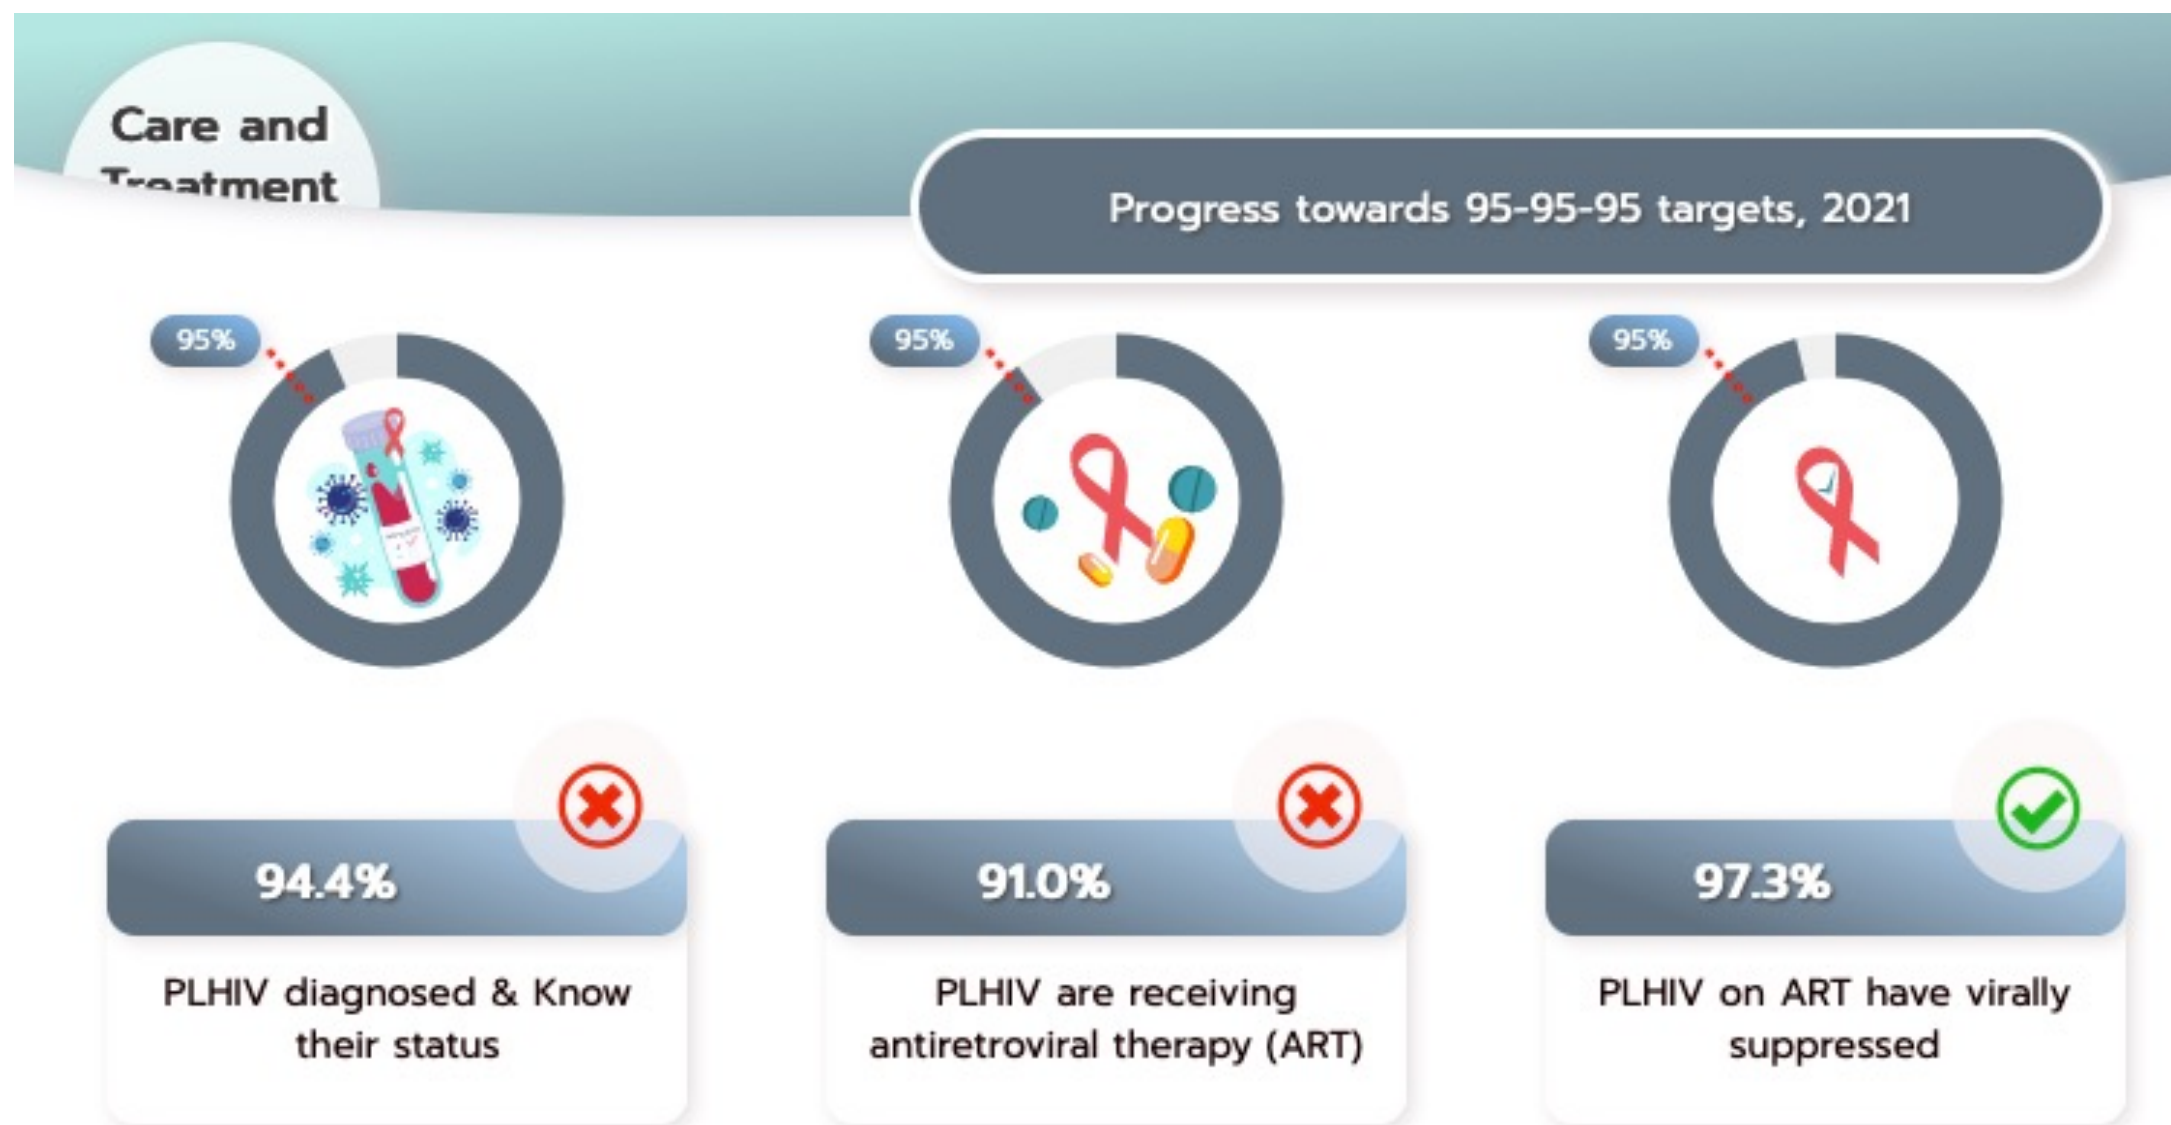 Care and
Treatment
Progress towards 95-95-95 targets, 2021
95%
95%
95%
94.4%
91.0%
97.3%
PLHIV diagnosed & Know
their status
PLHIV are receiving
antiretroviral therapy (ART)
PLHIV on ART have virally
suppressed